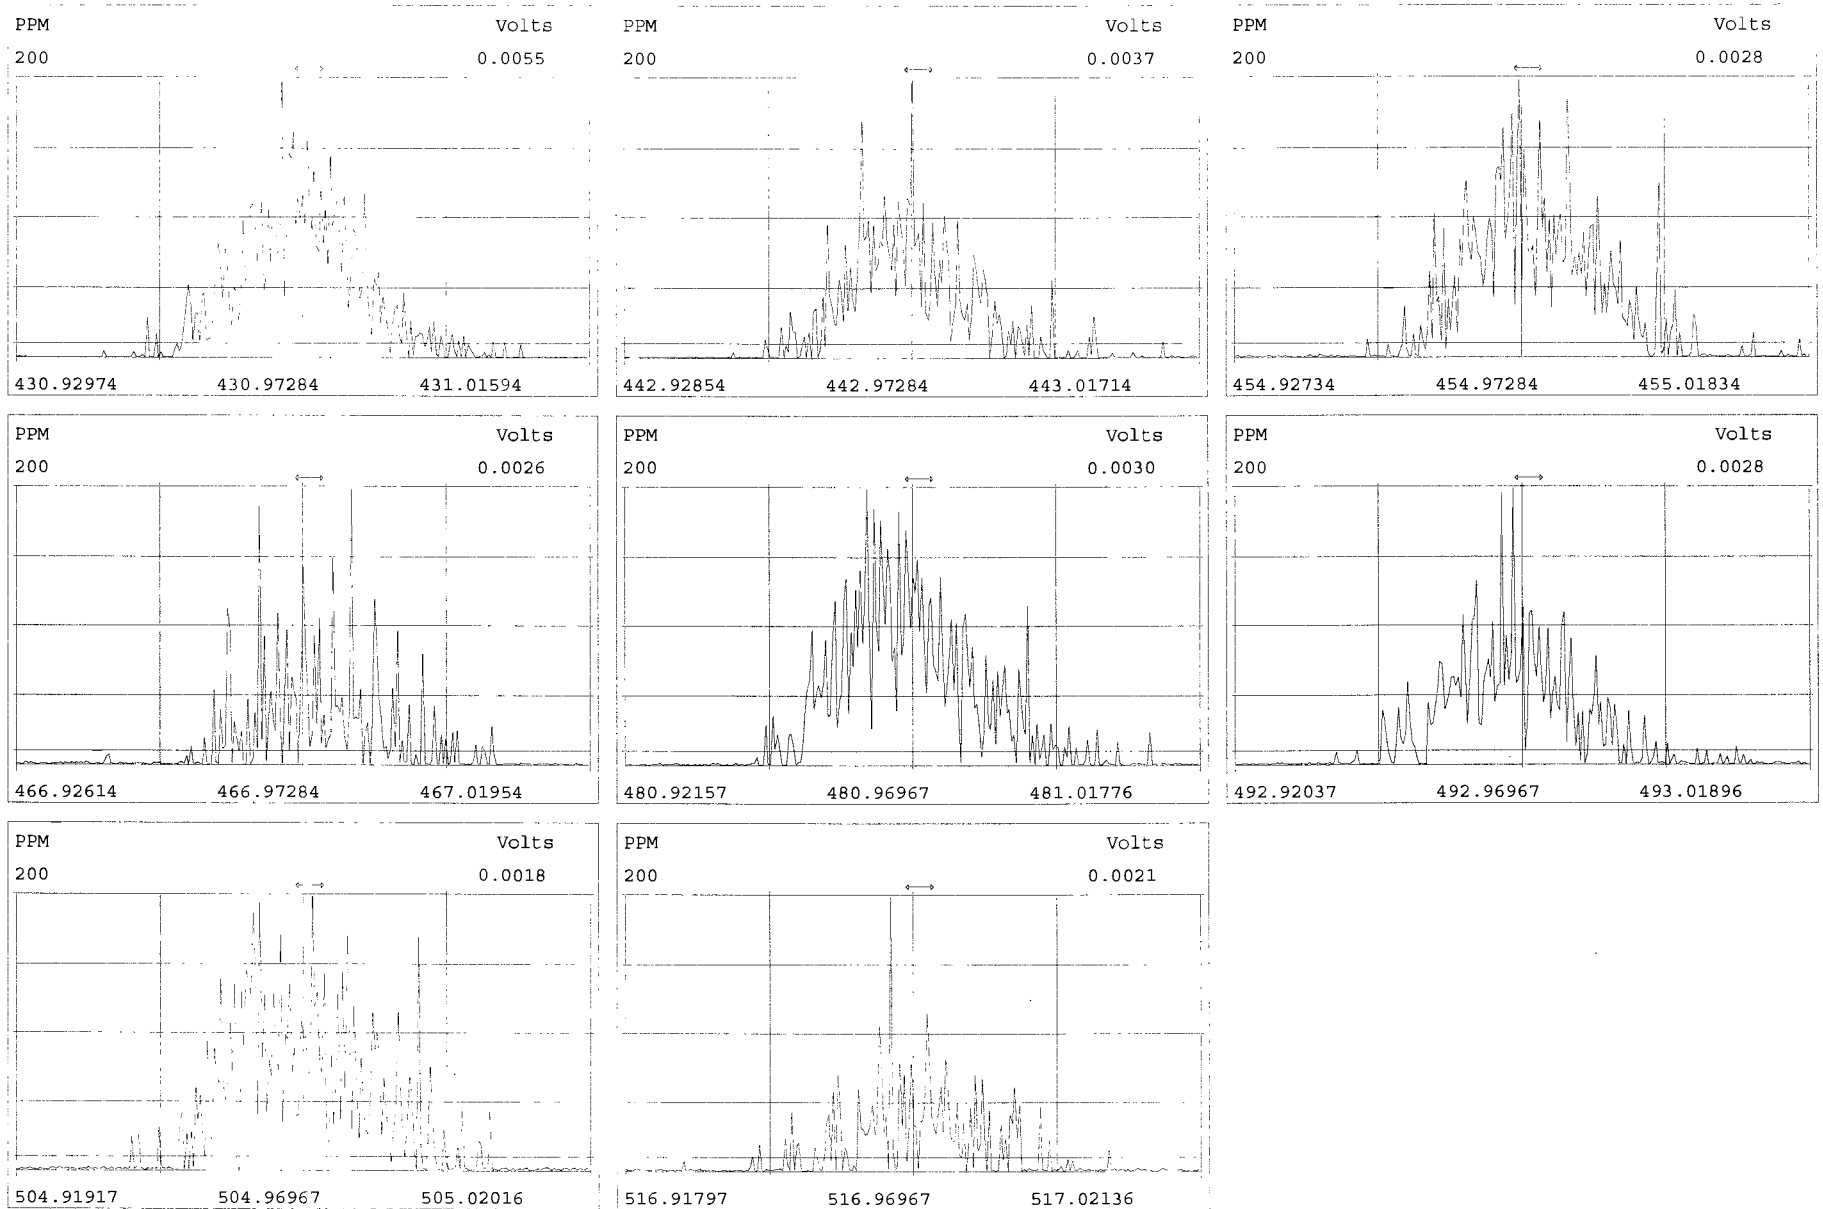 PPM Volts
200 0.0055
430.92974 430.97284 431.01594
PPM Volts
200 0.0037
442.92854 442.97284 443.01714
PPM Volts
200 0.0028
454.92734 454.97284 455.01834
PPM Volts
200 0.0026
466.92614 466.97284 467.01954
PPM Volts
200 0.0030
480.92157 480.96967 481.01776
PPM Volts
200 0.0028
492.92037 492.96967 493.01896
PPM Volts
200 0.0018
504.91917 504.96967 505.02016
PPM Volts
200 0.0021
516.91797 516.96967 517.02136